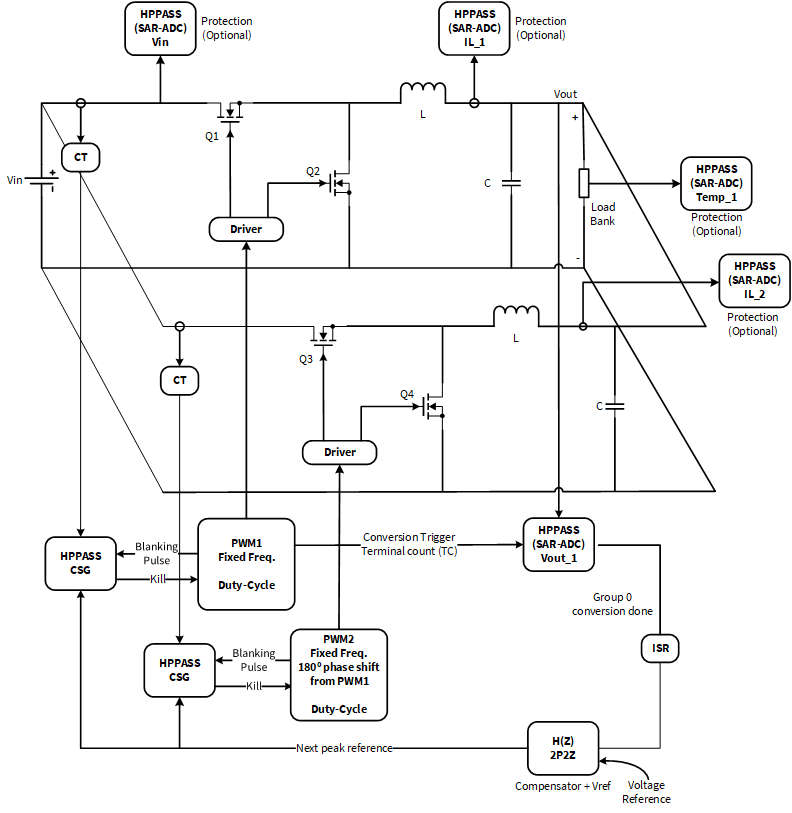 HPPASS
(SAR-ADC)
Vin
Protection
(Optional)
HPPASS
(SAR-ADC)
IL_1
Protection
(Optional)
L
Vout
+
Q1
CT
Q2
Vin
+
C
HPPASS
(SAR-ADC)
Temp_1
Load
Bank
Protection
(Optional)
Driver
-
HPPASS
(SAR-ADC)
IL_2
Protection
(Optional)
L
Q3
CT
Q4
C
Driver
PWM1
Fixed Freq.
Duty-Cycle
Conversion Trigger
Terminal count (TC)
HPPASS
(SAR-ADC)
Vout_1
HPPASS
CSG
Blanking
Pulse
Kill
Group 0
conversion done
ISR
HPPASS
CSG
Blanking
Pulse
Kill
PWM2
Fixed Freq.
180⁰ phase shift
from PWM1
Duty-Cycle
Next peak reference
H(Z)
2P2Z
Compensator + Vref
Voltage
Reference